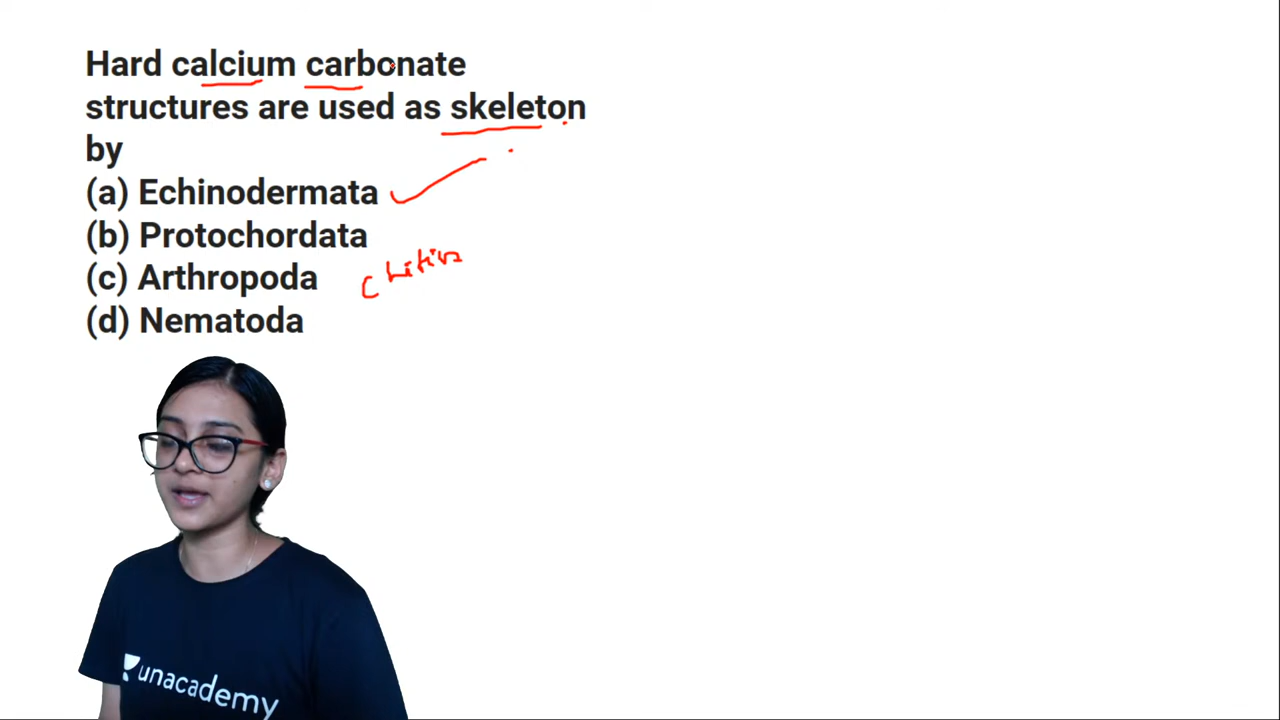 Hard calcium carbonate
structures are used as skeleton
by
(a) Echinodermata
(b) Protochordata
(c) Arthropoda
chitin
(d) Nematoda
unacademy